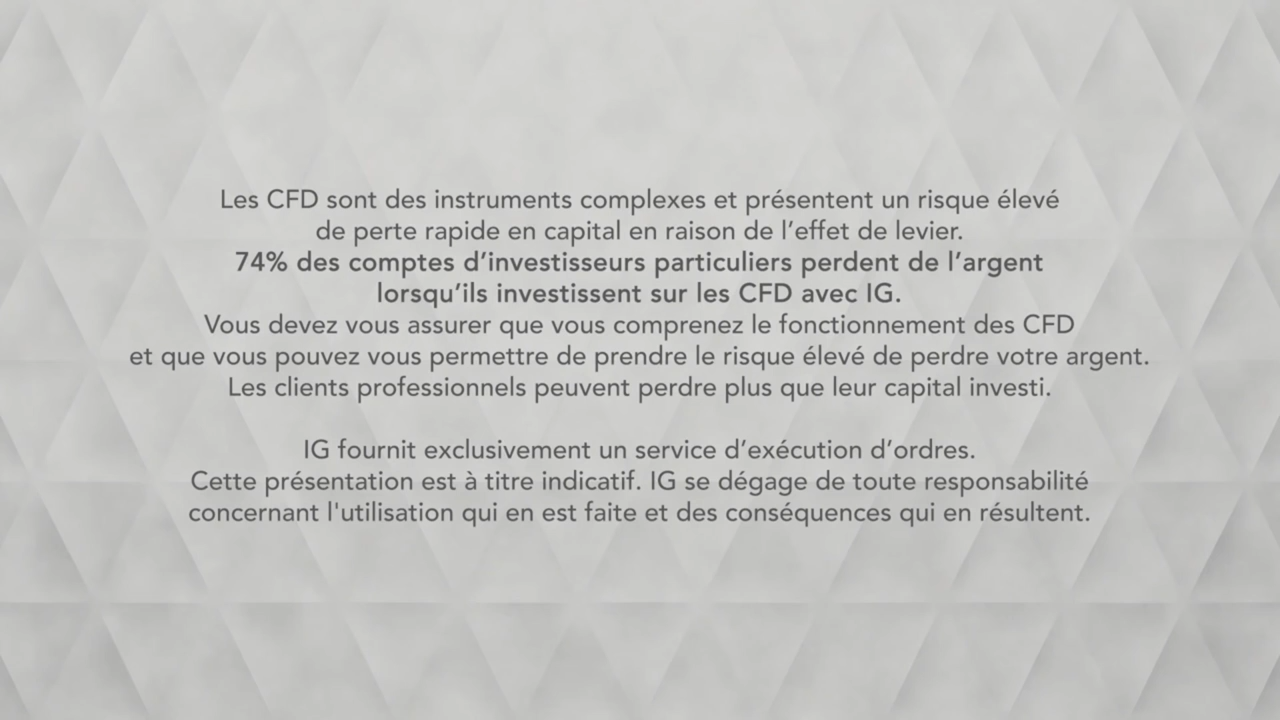 Les CFD sont des instruments complexes et présentent un risque élevé
de perte rapide en capital en raison de l’effet de levier.
74% des comptes d’investisseurs particuliers perdent de l’argent
lorsqu’ils investissent sur les CFD avec IG.
Vous devez vous assurer que vous comprenez le fonctionnement des CFD
et que vous pouvez vous permettre de prendre le risque élevé de perdre votre argent.
Les clients professionnels peuvent perdre plus que leur capital investi.
IG fournit exclusivement un service d’exécution d’ordres.
Cette présentation est à titre indicatif. IG se dégage de toute responsabilité
concernant l'utilisation qui en est faite et des conséquences qui en résultent.